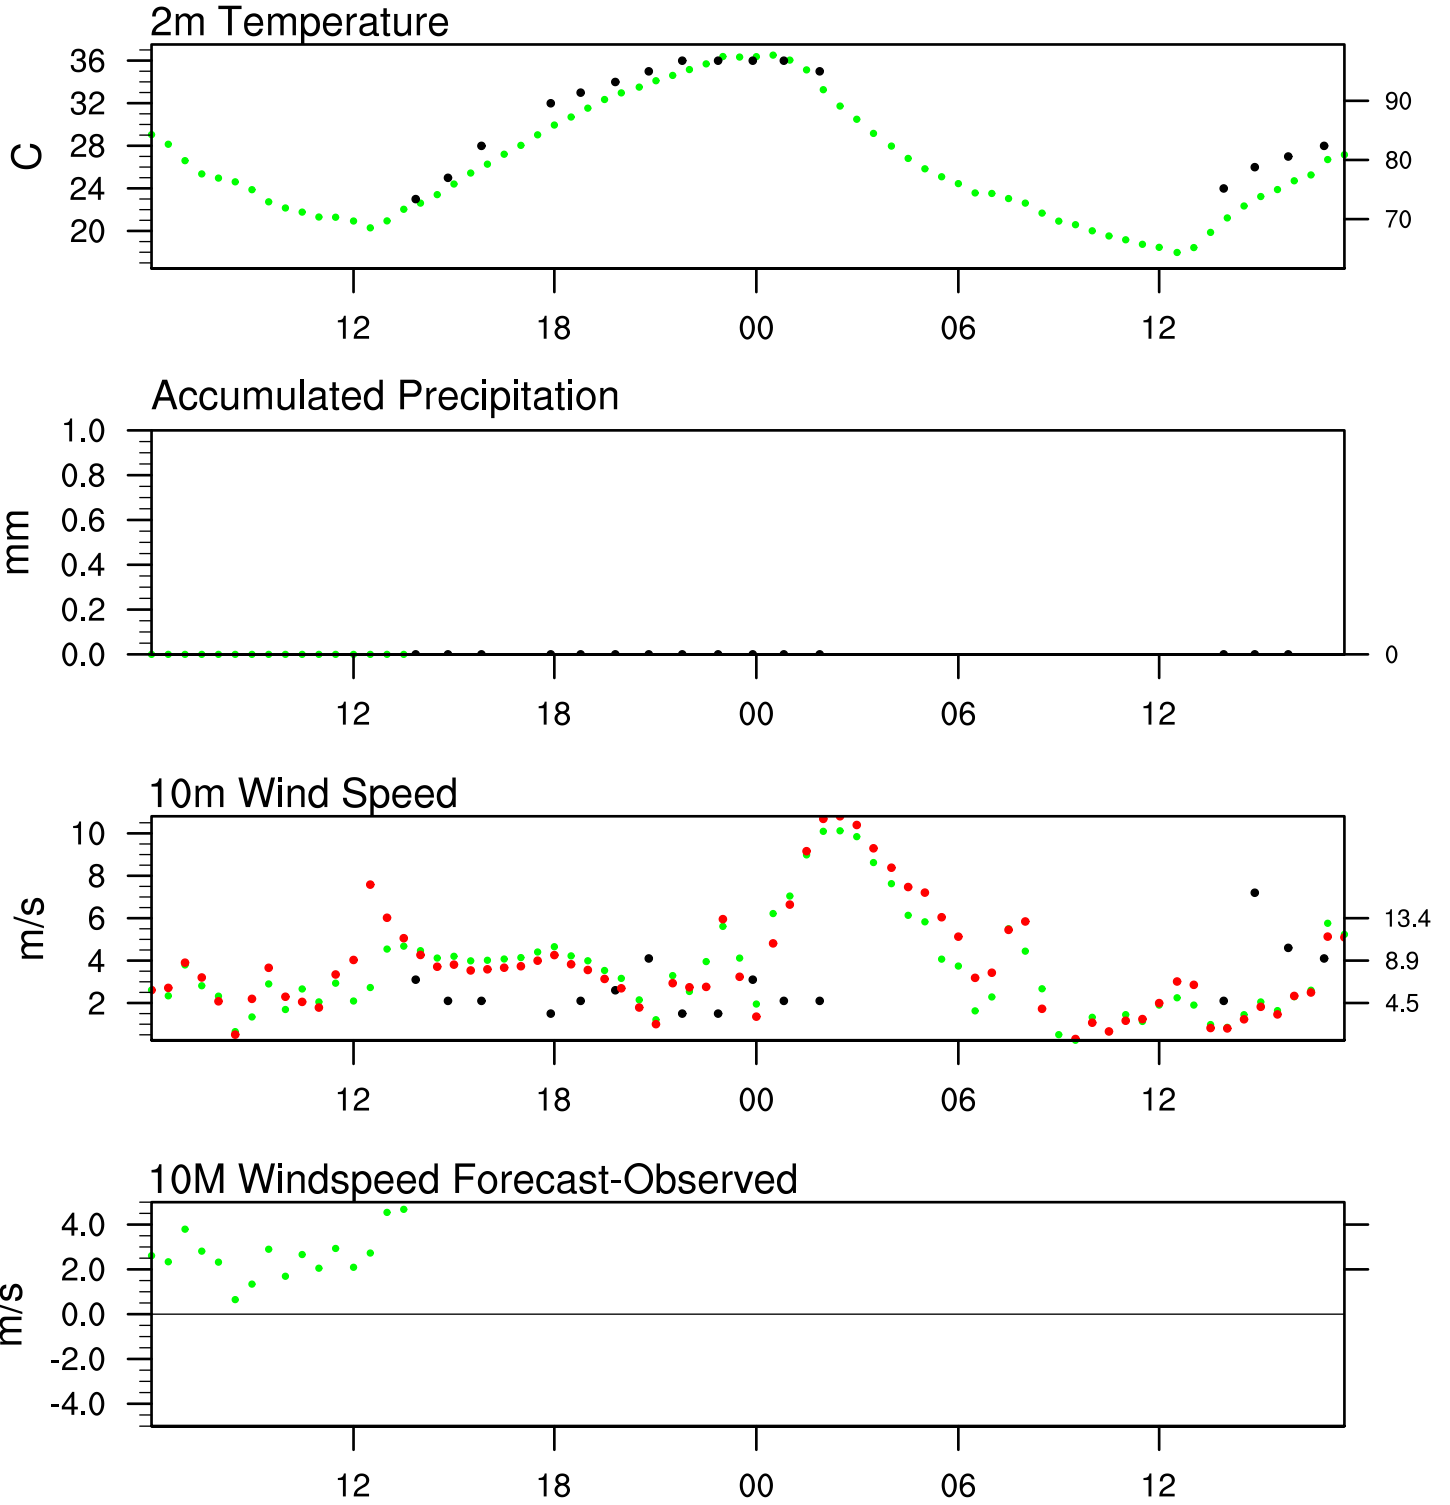 2m Temperature
36
32
28
24
20
C
90
80
70
12 18 00 06 12
Accumulated Precipitation
1.0
0.8
0.6
0.4
0.2
0.0
mm
0
12 18 00 06 12
10m Wind Speed
10
8
6
4
2
m/s
13.4
8.9
4.5
12 18 00 06 12
10M Windspeed Forecast-Observed
4.0
2.0
0.0
-2.0
-4.0
m/s
12 18 00 06 12